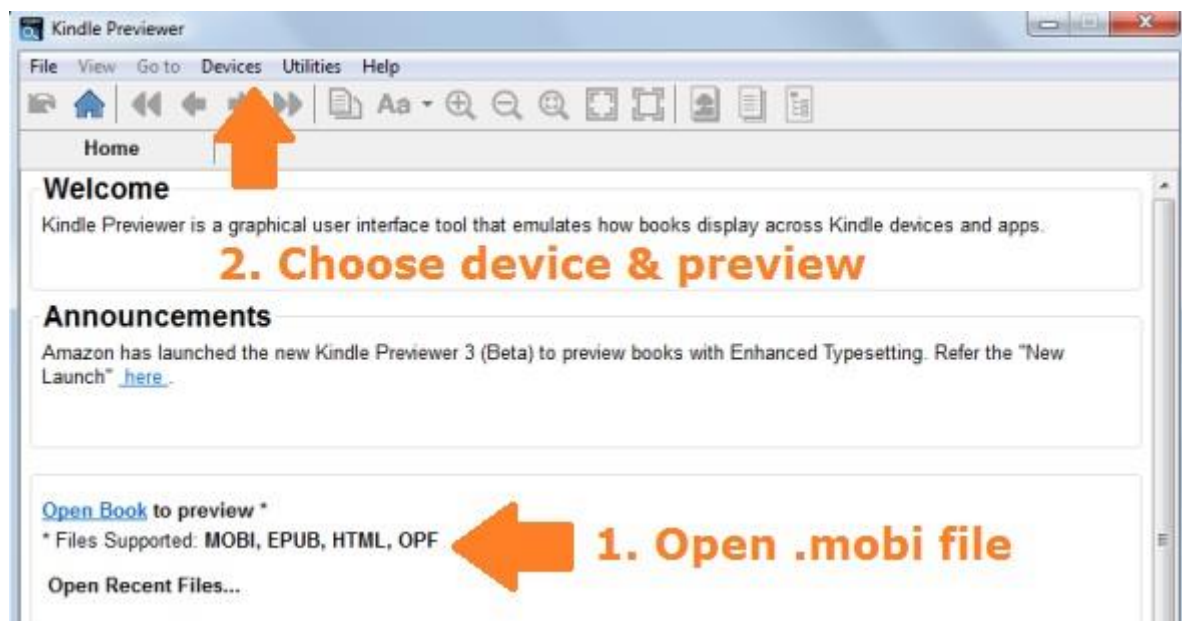 Kindle Previewer
File View Go to Devices Utilities Help
Aa
Home
Welcome
Kindle Previewer is a graphical user interface tool that emulates how books display across Kindle devices and apps.
2. Choose device & preview
Announcements
Amazon has launched the new Kindle Previewer 3 (Beta) to preview books with Enhanced Typesetting. Refer the "New
Launch" here .
Open Book to preview *
* Files Supported: MOBI, EPUB, HTML, OPF
1. Open .mobi file
Open Recent Files...